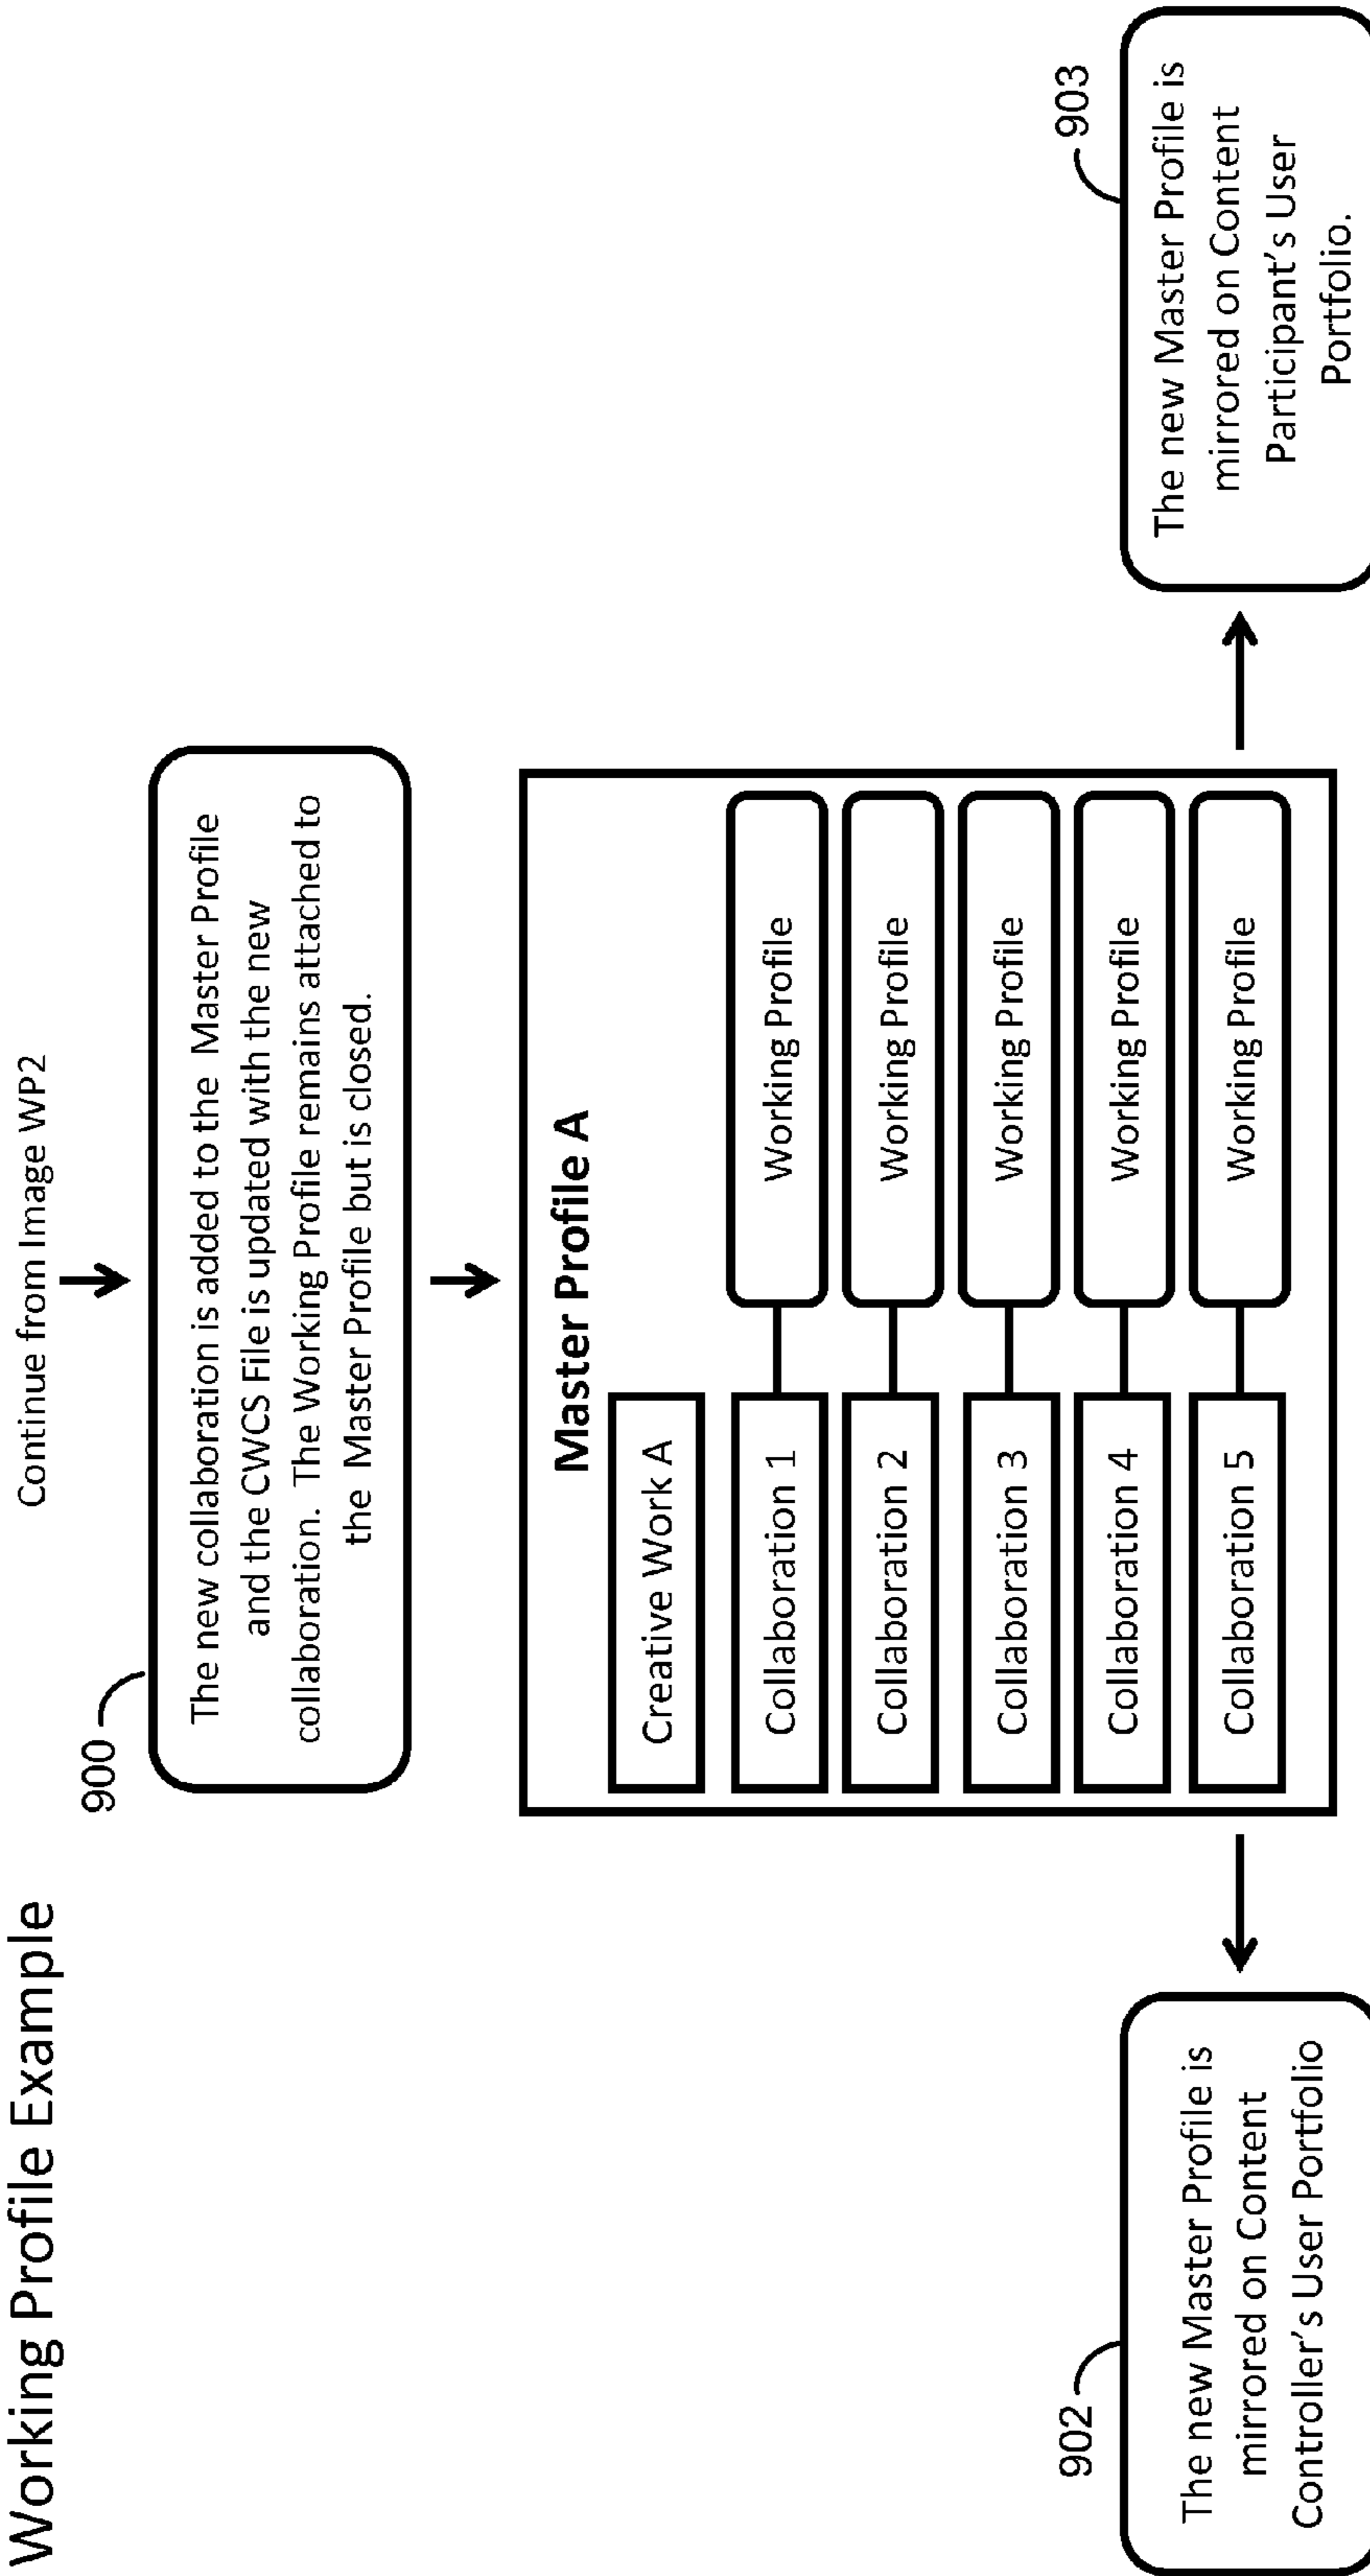 Working Profile Example
Continue from Image WP2
900
The new collaboration is added to the Master Profile
and the CWCS File is updated with the new
collaboration. The Working Profile remains attached to
the Master Profile but is closed.
Master Profile A
Creative Work A
Collaboration 1
Working Profile
Collaboration 2
Working Profile
Collaboration 3
Working Profile
Collaboration 4
Working Profile
Collaboration 5
Working Profile
902
The new Master Profile is
mirrored on Content
Controller's User Portfolio
903
The new Master Profile is
mirrored on Content
Participant's User
Portfolio.